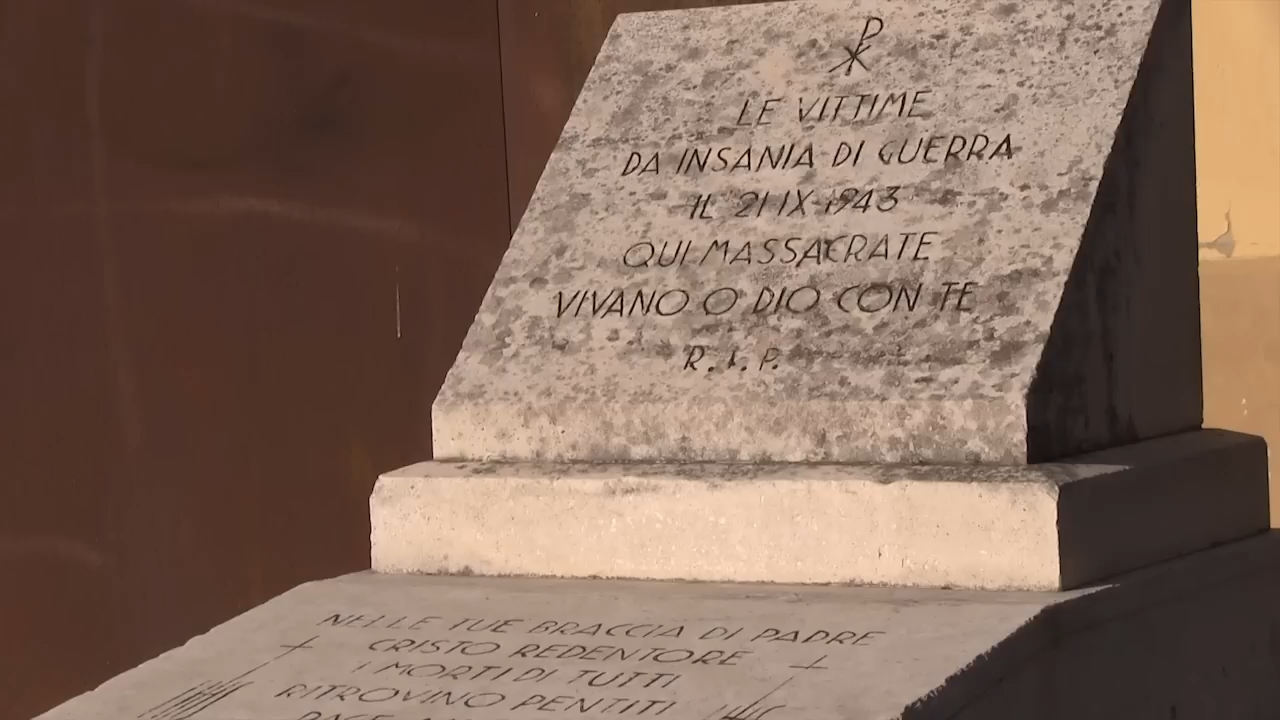 LE VITTIME
DA INSANIA DI GUERRA
IL 21 IX 1943
QUI MASSACRATE
VIVANO O DIO CON TE
R. I. P.
NELLE TUE BRACCIA DI PADRE
CRISTO REDENTORE
I MORTI DI TUTTI
RITROVINO PENTITI
PACE